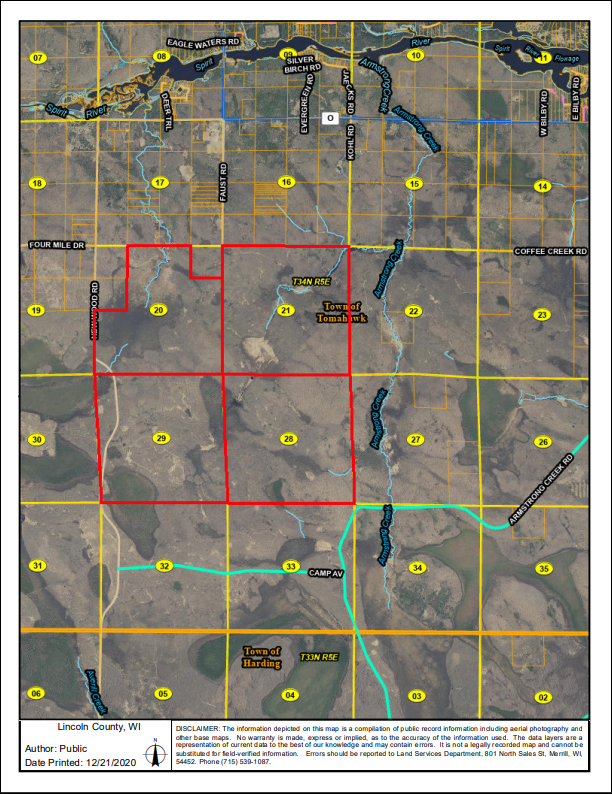 EAGLE WATERS RD
River
07
08
09
10
Spirit
River
11
Flowage
Spirit
SILVER
BIRCH RD
Armstrong
Creek
Spirit
River
DEER TRL
EVERGREEN RD
JAECKS RD
W BILBY RD
E BILBY RD
O
Armstrong
Creek
KOHL RD
FAUST RD
18
17
16
15
14
FOUR MILE DR
COFFEE CREEK RD
Armstrong Creek
T34N R5E
19
20
21
Town of
Tomahawk
22
23
30
29
28
27
26
Armstrong Creek
ARMSTRONG CREEK RD
Armstrong Creek
31
32
33
CAMP AV
34
35
Town of
Harding
T33N R5E
Averill Creek
06
05
04
03
02
Lincoln County, WI
Author: Public
Date Printed: 12/21/2020
N
DISCLAIMER: The information depicted on this map is a compilation of public record information including aerial photography and
other base maps. No warranty is made, express or implied, as to the accuracy of the information used. The data layers are a
representation of current data to the best of our knowledge and may contain errors. It is not a legally recorded map and cannot be
substituted for field-verified information. Errors should be reported to Land Services Department, 801 North Sales St, Merrill, WI,
54452. Phone (715) 539-1087.